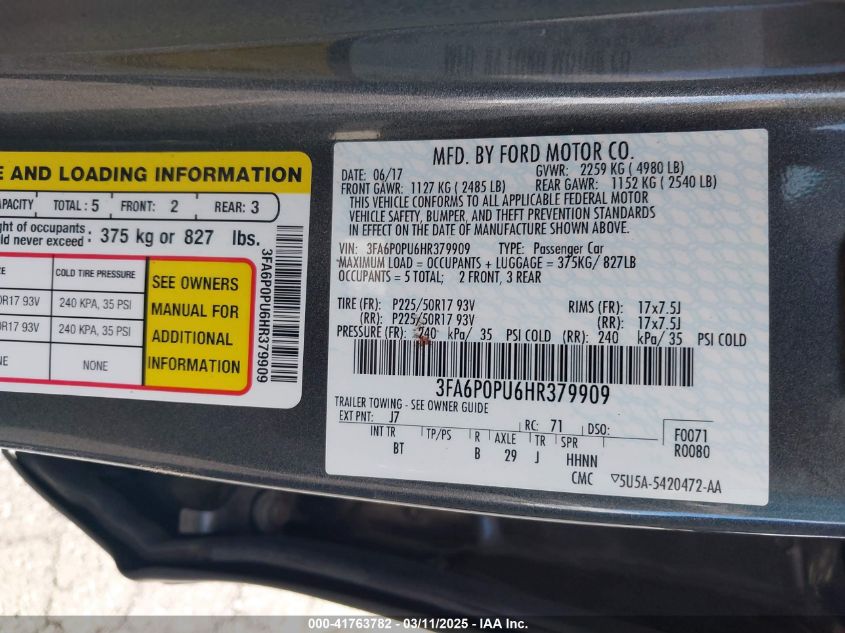 E AND LOADING INFORMATION
APACITY TOTAL: 5 FRONT: 2 REAR: 3
ght of occupants
ld never exceed : 375 kg or 827 lbs.
ZE COLD TIRE PRESSURE
0R17 93V 240 KPA, 35 PSI
0R17 93V 240 KPA, 35 PSI
NE NONE
SEE OWNERS
MANUAL FOR
ADDITIONAL
INFORMATION
3FA6P0PU6HR379909
MFD. BY FORD MOTOR CO.
DATE: 06/17 GVWR: 2259 KG ( 4980 LB)
FRONT GAWR: 1127 KG ( 2485 LB) REAR GAWR: 1152 KG ( 2540 LB)
THIS VEHICLE CONFORMS TO ALL APPLICABLE FEDERAL MOTOR
VEHICLE SAFETY, BUMPER, AND THEFT PREVENTION STANDARDS
IN EFFECT ON THE DATE OF MANUFACTURE SHOWN ABOVE.
VIN: 3FA6P0PU6HR379909 TYPE: Passenger Car
MAXIMUM LOAD = OCCUPANTS + LUGGAGE = 375KG/ 827LB
OCCUPANTS = 5 TOTAL; 2 FRONT, 3 REAR
TIRE (FR): P225/50R17 93V RIMS (FR): 17x7.5J
(RR): P225/50R17 93V (RR): 17x7.5J
PRESSURE (FR): 240 kPa/ 35 PSI COLD (RR): 240 kPa/35 PSI COLD
3FA6P0PU6HR379909
TRAILER TOWING - SEE OWNER GUIDE
EXT PNT: J7 RC: 71 DSO: F0071
INT TR TP/PS R AXLE TR SPR R0080
BT B 29 J HHNN
CMC ▽5U5A-5420472-AA
000-41763782 - 03/11/2025 - IAA Inc.